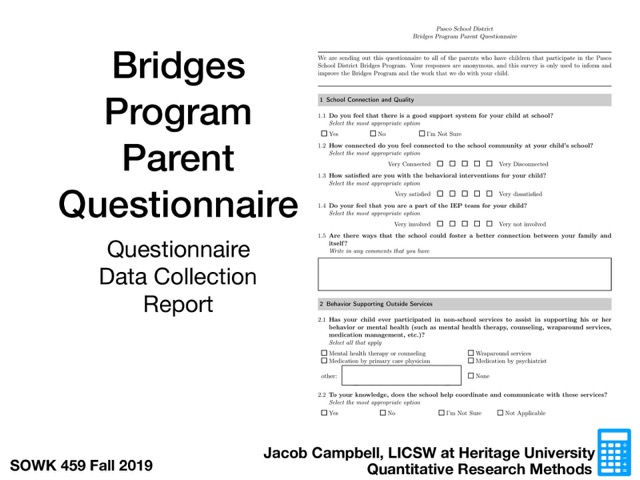 Bridges
Program
Parent
Questionnaire
Questionnaire
Data Collection
Report
SOWK 459 Fall 2019
Pasco School District
Bridges Program Parent Questionnaire
We are sending out this questionnaire to all of the parents who have children that participate in the Pasco
School District Bridges Program. Your responses are anonymous, and this survey is only used to inform and
improve the Bridges Program and the work that we do with your child.
1 School Connection and Quality
1.1 Do you feel that there is a good support system for your child at school?
Select the most appropriate option
Yes No I'm Not Sure
1.2 How connected do you feel connected to the school community at your child's school?
Select the most appropriate option
Very Connected Very Disconnected
1.3 How satisfied are you with the behavioral interventions for your child?
Select the most appropriate option
Very satisfied Very dissatisfied
1.4 Do your feel that you are a part of the IEP team for your child?
Select the most appropriate option
Very involved Very not involved
1.5 Are there ways that the school could foster a better connection between your family and
itself?
Write in any comments that you have
2 Behavior Supporting Outside Services
2.1 Has your child ever participated in non-school services to assist in supporting his or her
behavior or mental health (such as mental health therapy, counseling, wraparound services,
medication management, etc.)?
Select all that apply
Mental health therapy or counseling Wraparound services
Medication by primary care physician Medication by psychiatrist
other: None
2.2 To your knowledge, does the school help coordinate and communicate with these services?
Select the most appropriate option
Yes No I'm Not Sure Not Applicable
Jacob Campbell, LICSW at Heritage University
Quantitative Research Methods